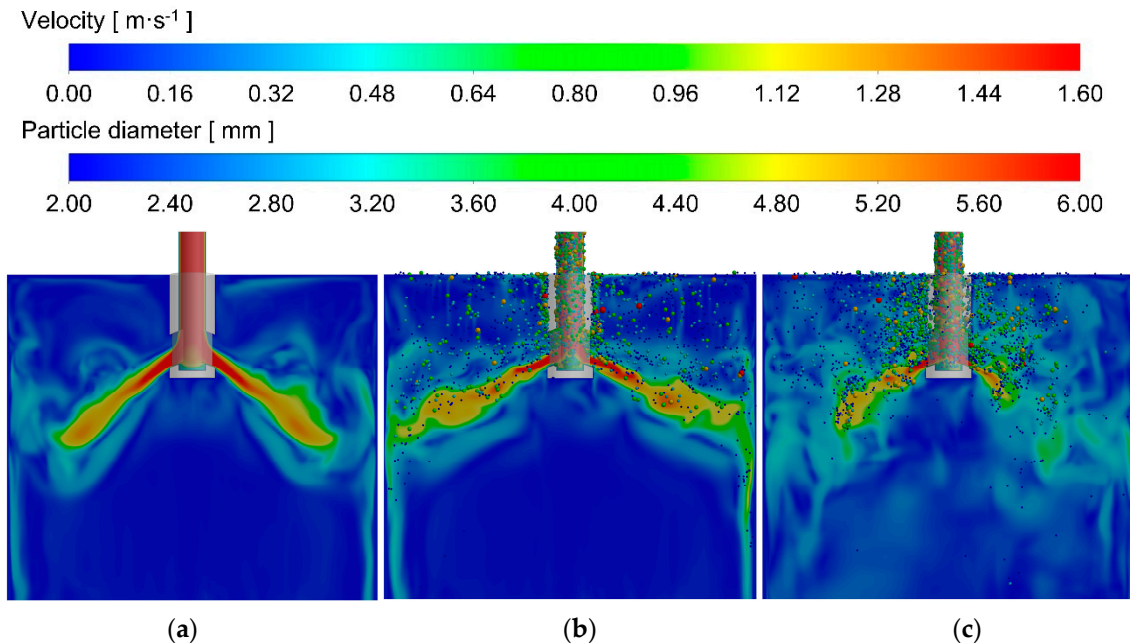 Velocity [ m·s⁻¹ ]
0.00 0.16 0.32 0.48 0.64 0.80 0.96 1.12 1.28 1.44 1.60
Particle diameter [ mm ]
2.00 2.40 2.80 3.20 3.60 4.00 4.40 4.80 5.20 5.60 6.00
(a) (b) (c)